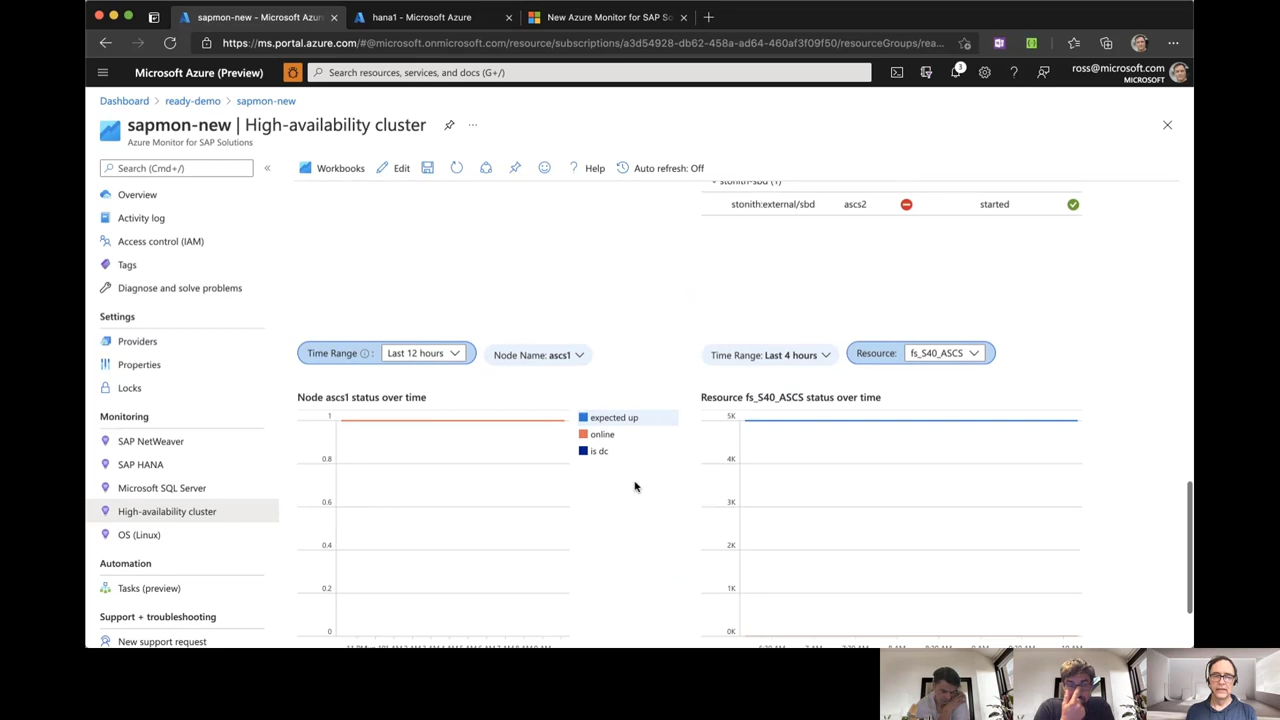 sapmon-new - Microsoft Azure
hana1 - Microsoft Azure
New Azure Monitor for SAP So
https://ms.portal.azure.com/#@microsoft.onmicrosoft.com/resource/subscriptions/a3d54928-db62-458a-ad64-460af3f09f50/resourceGroups/rea...
Microsoft Azure (Preview)
Search resources, services, and docs (G+/)
3
ross@microsoft.com
MICROSOFT
Dashboard > ready-demo > sapmon-new
sapmon-new | High-availability cluster
Azure Monitor for SAP Solutions
Search (Cmd+/)
Workbooks Edit Help Auto refresh: Off
Overview
Activity log
Access control (IAM)
Tags
Diagnose and solve problems
Settings
Providers
Properties
Locks
Monitoring
SAP NetWeaver
SAP HANA
Microsoft SQL Server
High-availability cluster
OS (Linux)
Automation
Tasks (preview)
Support + troubleshooting
New support request
stonith-sbd (1)
stonith:external/sbd ascs2 started
Time Range : Last 12 hours
Node Name: ascs1
Time Range: Last 4 hours
Resource: fs_S40_ASCS
Node ascs1 status over time
1
0.8
0.6
0.4
0.2
0
expected up
online
is dc
Resource fs_S40_ASCS status over time
5K
4K
3K
2K
1K
0K